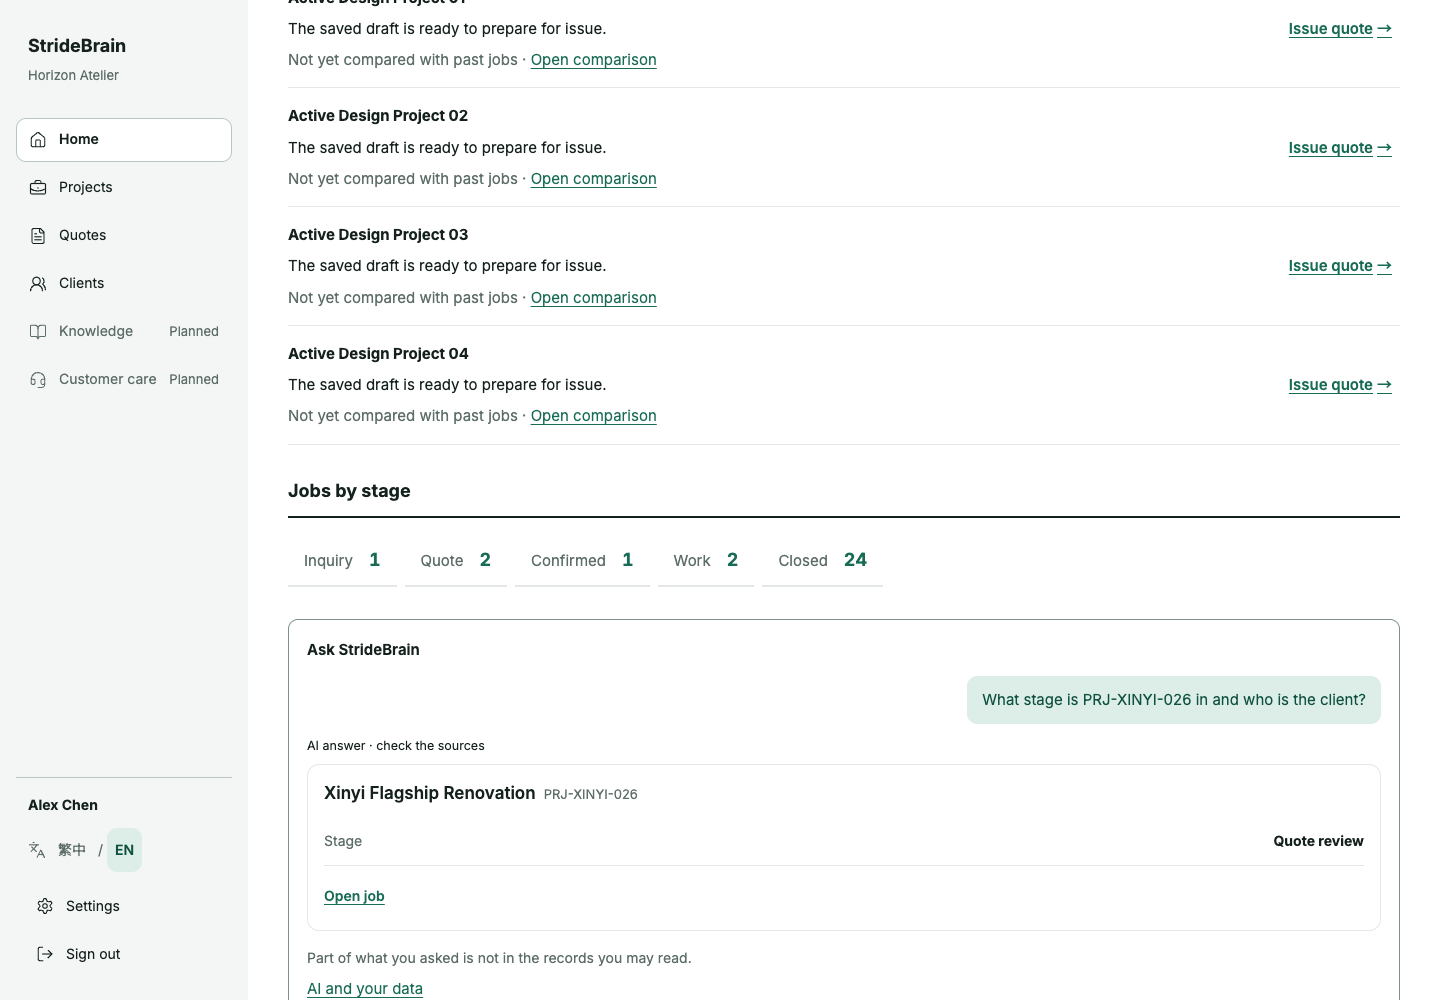 StrideBrain
Horizon Atelier
Home
Projects
Quotes
Clients
Knowledge Planned
Customer care Planned
Alex Chen
繁中 / EN
Settings
Sign out
Active Design Project 01
The saved draft is ready to prepare for issue.
Issue quote →
Not yet compared with past jobs · Open comparison
Active Design Project 02
The saved draft is ready to prepare for issue.
Issue quote →
Not yet compared with past jobs · Open comparison
Active Design Project 03
The saved draft is ready to prepare for issue.
Issue quote →
Not yet compared with past jobs · Open comparison
Active Design Project 04
The saved draft is ready to prepare for issue.
Issue quote →
Not yet compared with past jobs · Open comparison
Jobs by stage
Inquiry 1 Quote 2 Confirmed 1 Work 2 Closed 24
Ask StrideBrain
What stage is PRJ-XINYI-026 in and who is the client?
AI answer · check the sources
Xinyi Flagship Renovation PRJ-XINYI-026
Stage Quote review
Open job
Part of what you asked is not in the records you may read.
AI and your data